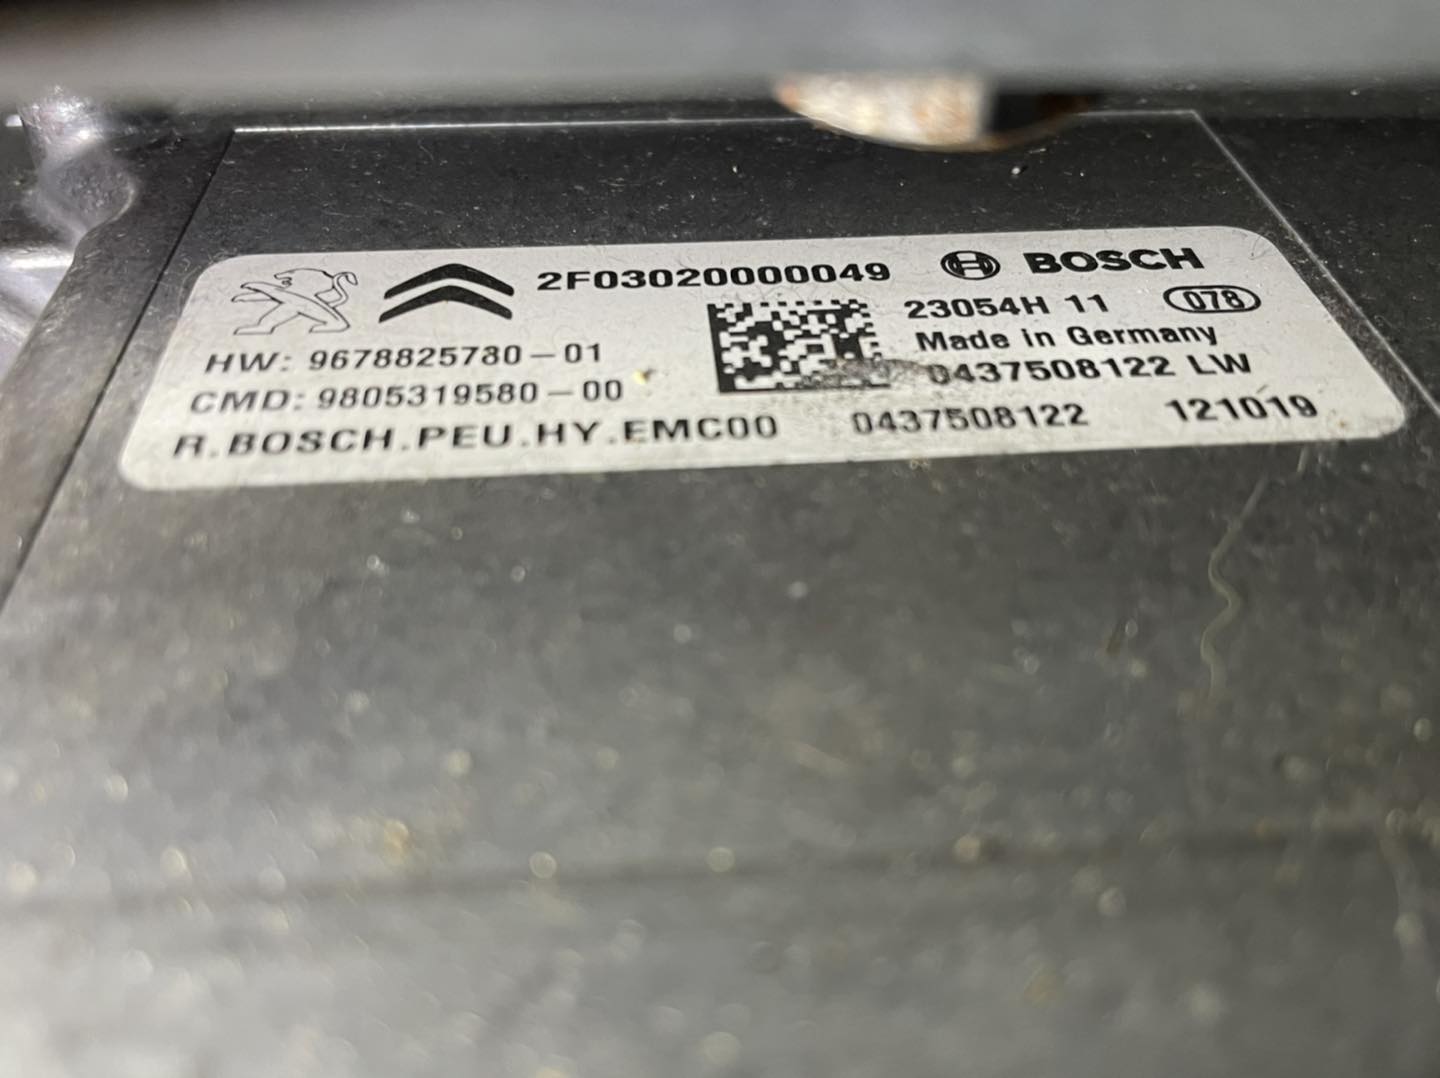 2F03020000049 BOSCH
23054H 11 078
Made in Germany
HW: 9678825780-01
0437508122 LW
CMD: 9805319580-00
R.BOSCH.PEU.HY.EMC00 0437508122 121019